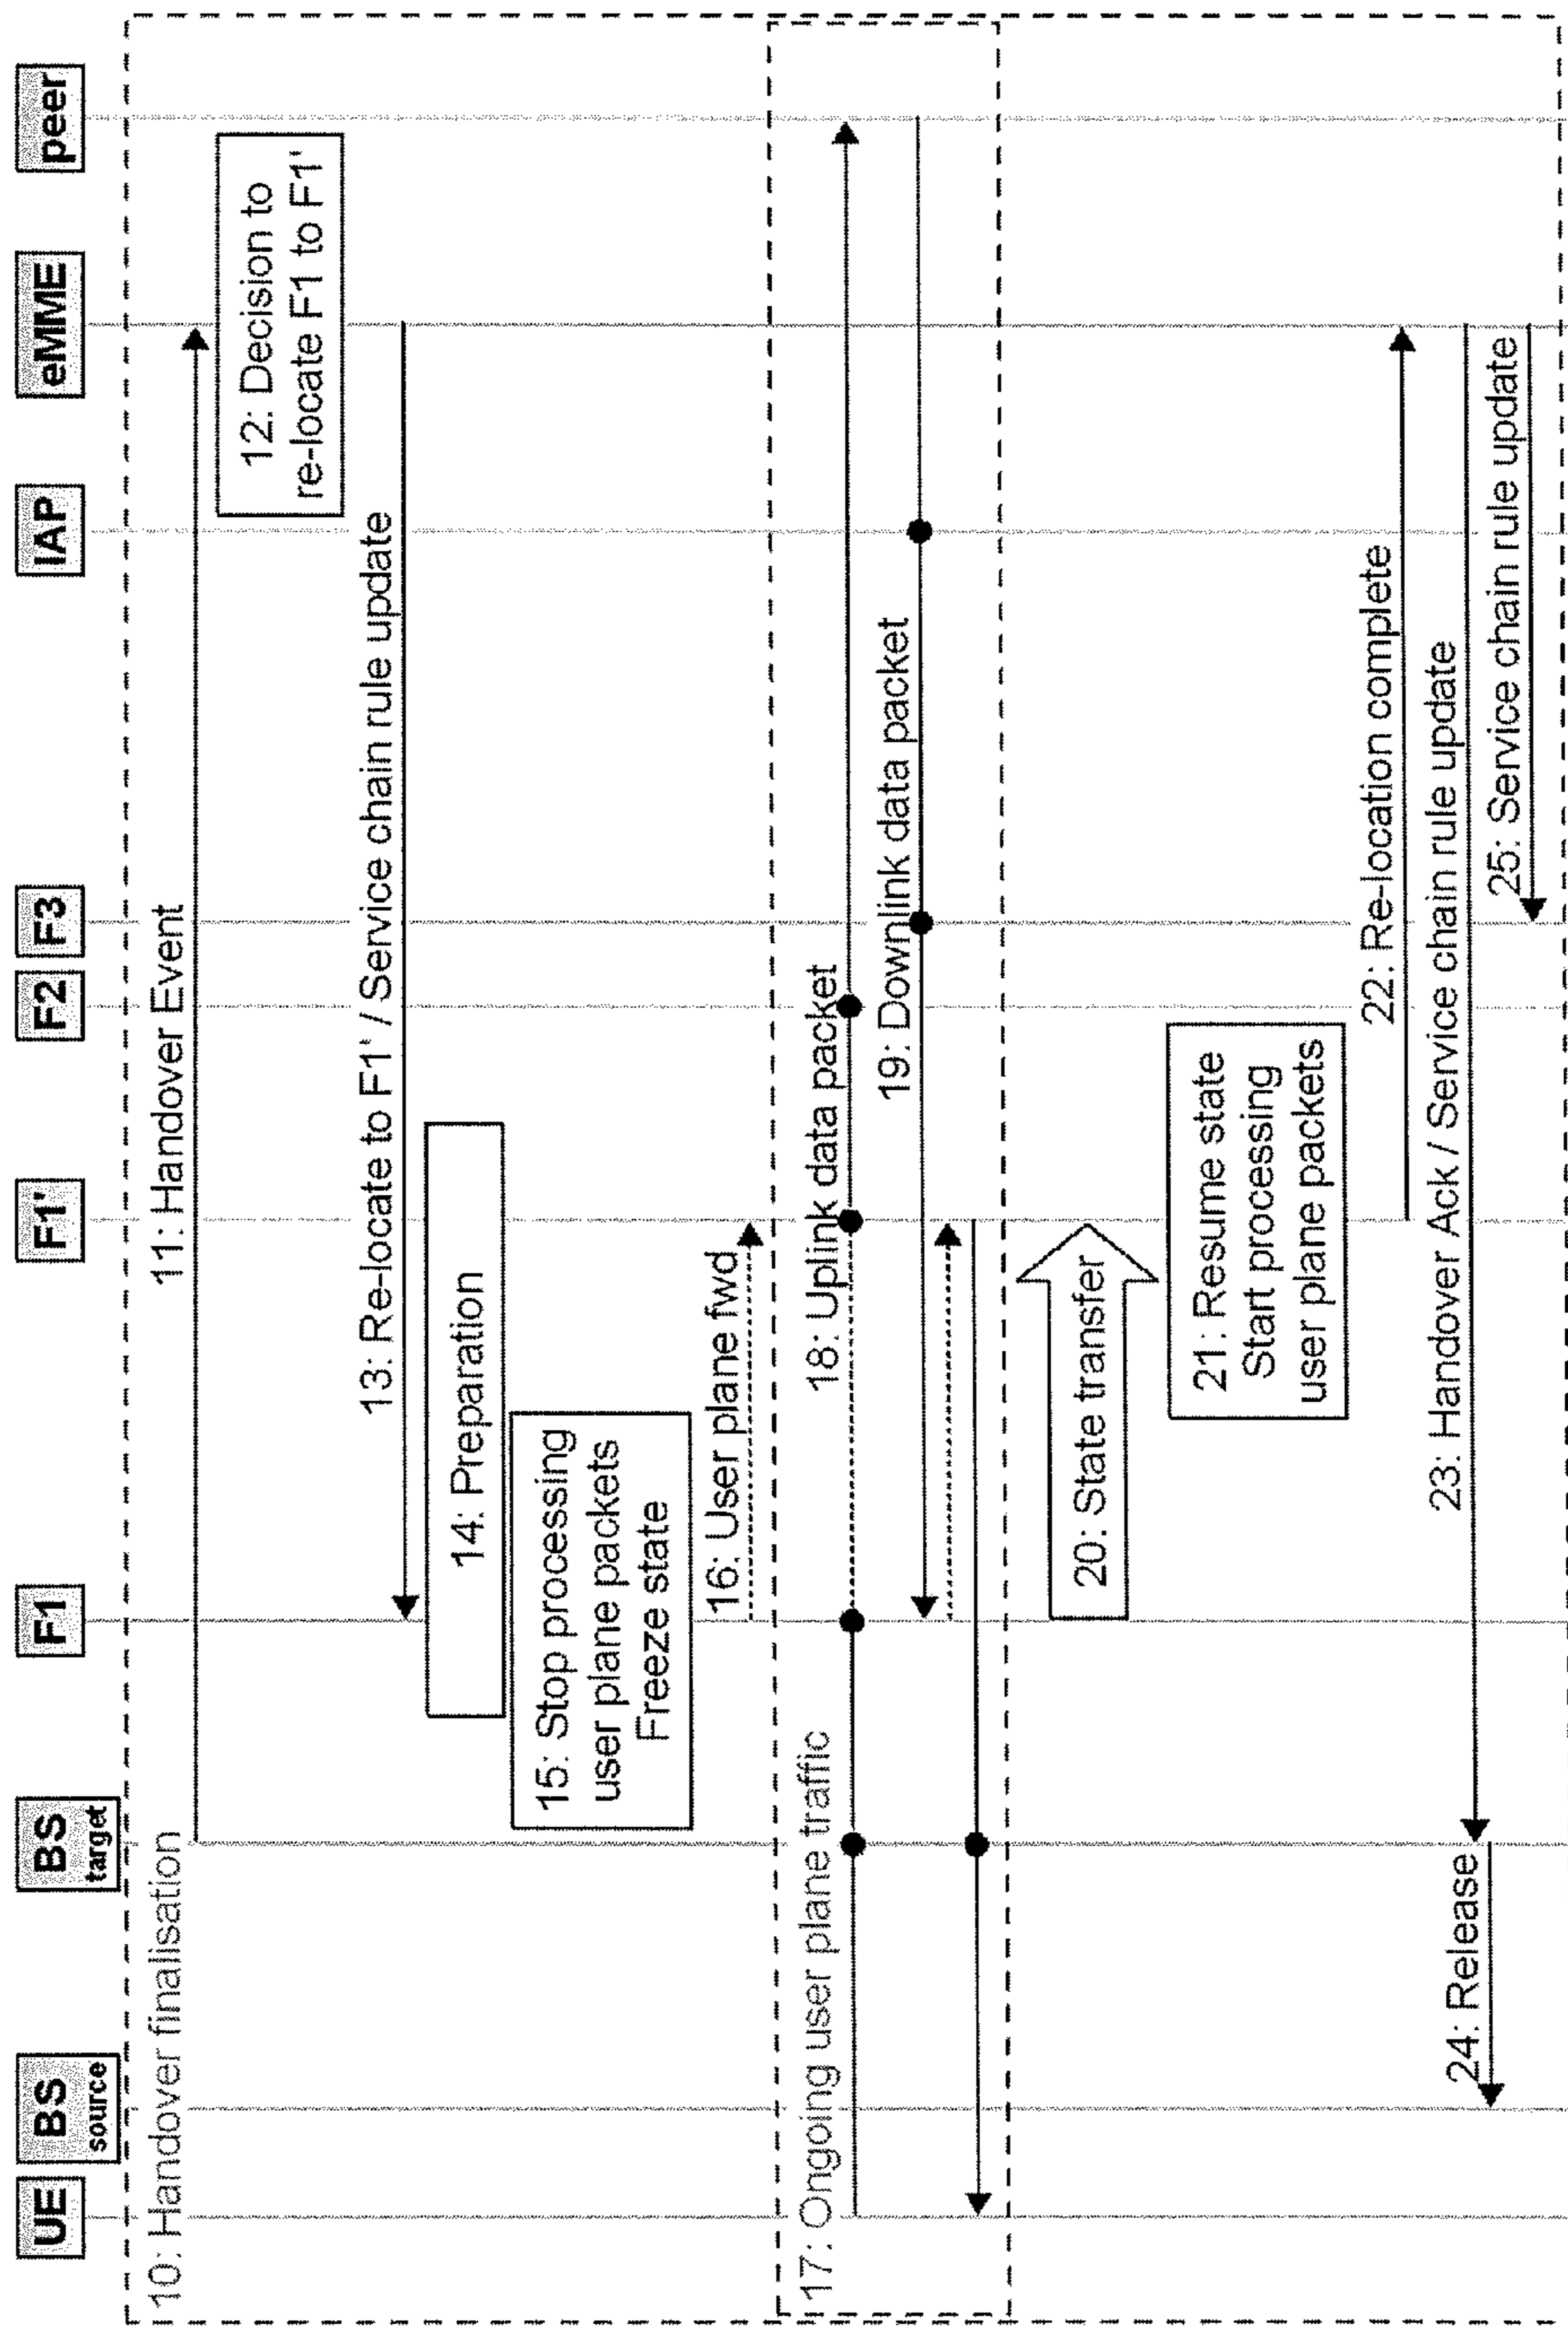 UE
BS
source
BS
target
F1
F1'
F2
F3
IAP
eMME
peer
10: Handover finalisation
11: Handover Event
12: Decision to
re-locate F1 to F1'
13: Re-locate to F1' / Service chain rule update
14: Preparation
15: Stop processing
user plane packets
Freeze state
16: User plane fwd
17: Ongoing user plane traffic
18: Uplink data packet
19: Downlink data packet
20: State transfer
21: Resume state
Start processing
user plane packets
22: Re-location complete
23: Handover Ack / Service chain rule update
24: Release
25: Service chain rule update